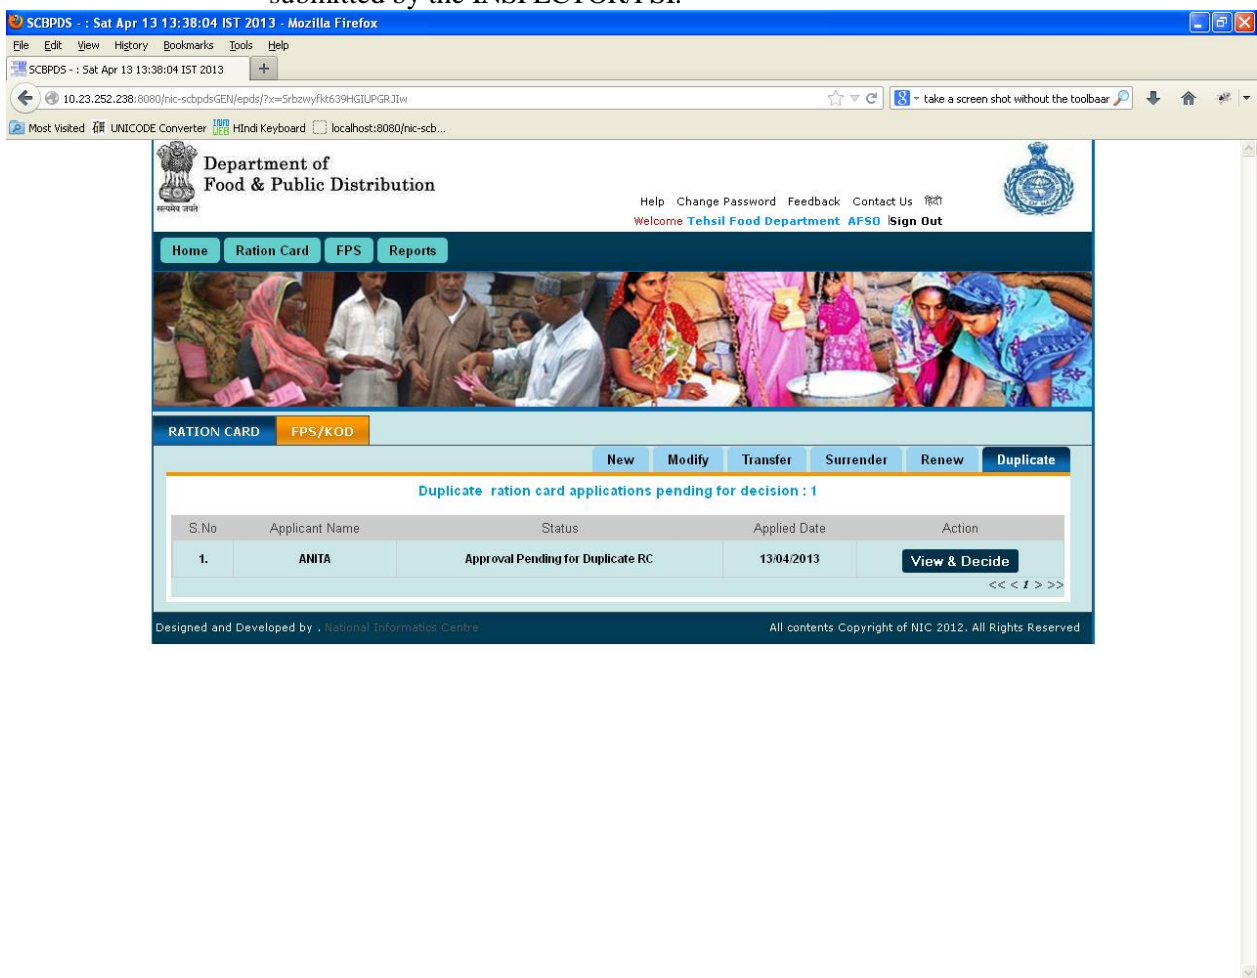 submitted by the INSPECTOR/FSI.
SCBPDS - : Sat Apr 13 13:38:04 IST 2013 - Mozilla Firefox
File Edit View History Bookmarks Tools Help
SCBPDS - : Sat Apr 13 13:38:04 IST 2013 +
10.23.252.238:8080/nic-scbpdsGEN/epds/?x=SrbzwyfKt639HGIUPGRJIw
take a screen shot without the toolbaar
Most Visited UNICODE Converter HIndi Keyboard localhost:8080/nic-scb...
Department of
Food & Public Distribution
सत्यमेव जयते
Help Change Password Feedback Contact Us हिंदी
Welcome Tehsil Food Department AFSO Sign Out
Home Ration Card FPS Reports
RATION CARD FPS/KOD
New Modify Transfer Surrender Renew Duplicate
Duplicate ration card applications pending for decision : 1
S.No Applicant Name Status Applied Date Action
1. ANITA Approval Pending for Duplicate RC 13/04/2013 View & Decide
<< < 1 > >>
Designed and Developed by . National Informatics Centre All contents Copyright of NIC 2012. All Rights Reserved